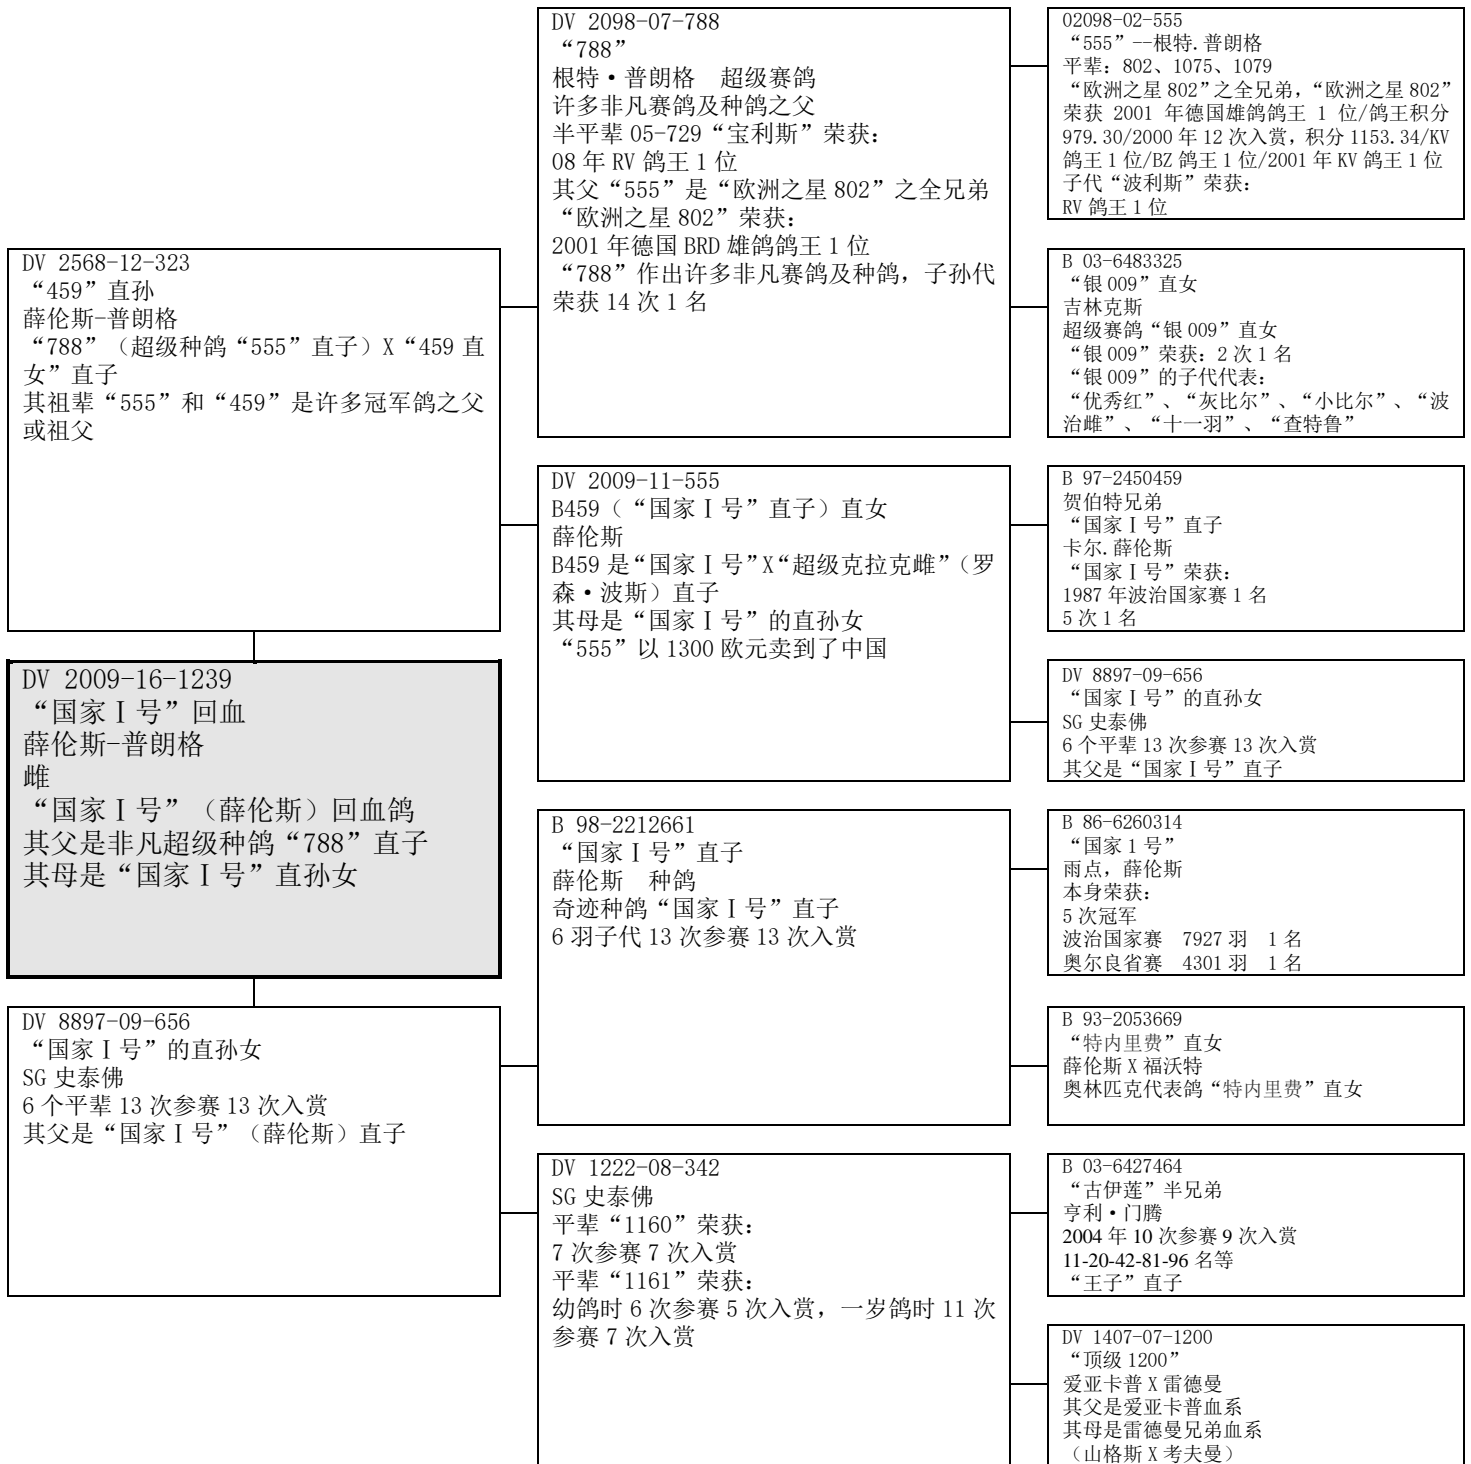 DV 2568-12-323
“459”直孙
薛伦斯-普朗格
“788”（超级种鸽“555”直子）X“459 直
女”直子
其祖辈“555”和“459”是许多冠军鸽之父
或祖父
DV 2009-16-1239
“国家Ⅰ号”回血
薛伦斯-普朗格
雌
“国家Ⅰ号”（薛伦斯）回血鸽
其父是非凡超级种鸽“788”直子
其母是“国家Ⅰ号”直孙女
DV 8897-09-656
“国家Ⅰ号”的直孙女
SG 史泰佛
6 个平辈 13 次参赛 13 次入赏
其父是“国家Ⅰ号”（薛伦斯）直子
DV 2098-07-788
“788”
根特·普朗格　超级赛鸽
许多非凡赛鸽及种鸽之父
半平辈 05-729“宝利斯”荣获：
08 年 RV 鸽王 1 位
其父“555”是“欧洲之星 802”之全兄弟
“欧洲之星 802”荣获：
2001 年德国 BRD 雄鸽鸽王 1 位
“788”作出许多非凡赛鸽及种鸽，子孙代
荣获 14 次 1 名
DV 2009-11-555
B459（“国家Ⅰ号”直子）直女
薛伦斯
B459 是“国家Ⅰ号”X“超级克拉克雌”（罗
森·波斯）直子
其母是“国家Ⅰ号”的直孙女
“555”以 1300 欧元卖到了中国
B 98-2212661
“国家Ⅰ号”直子
薛伦斯　种鸽
奇迹种鸽“国家Ⅰ号”直子
6 羽子代 13 次参赛 13 次入赏
DV 1222-08-342
SG 史泰佛
平辈“1160”荣获：
7 次参赛 7 次入赏
平辈“1161”荣获：
幼鸽时 6 次参赛 5 次入赏，一岁鸽时 11 次
参赛 7 次入赏
02098-02-555
“555”--根特.普朗格
平辈：802、1075、1079
“欧洲之星 802”之全兄弟，“欧洲之星 802”
荣获 2001 年德国雄鸽鸽王 1 位/鸽王积分
979.30/2000 年 12 次入赏，积分 1153.34/KV
鸽王 1 位/BZ 鸽王 1 位/2001 年 KV 鸽王 1 位
子代“波利斯”荣获：
RV 鸽王 1 位
B 03-6483325
“银 009”直女
吉林克斯
超级赛鸽“银 009”直女
“银 009”荣获：2 次 1 名
“银 009”的子代代表：
“优秀红”、“灰比尔”、“小比尔”、“波
治雌”、“十一羽”、“查特鲁”
B 97-2450459
贺伯特兄弟
“国家Ⅰ号”直子
卡尔.薛伦斯
“国家Ⅰ号”荣获：
1987 年波治国家赛 1 名
5 次 1 名
DV 8897-09-656
“国家Ⅰ号”的直孙女
SG 史泰佛
6 个平辈 13 次参赛 13 次入赏
其父是“国家Ⅰ号”直子
B 86-6260314
“国家 1 号”
雨点，薛伦斯
本身荣获：
5 次冠军
波治国家赛　7927 羽　1 名
奥尔良省赛　4301 羽　1 名
B 93-2053669
“特内里费”直女
薛伦斯 X 福沃特
奥林匹克代表鸽“特内里费”直女
B 03-6427464
“古伊莲”半兄弟
亨利·门腾
2004 年 10 次参赛 9 次入赏
11-20-42-81-96 名等
“王子”直子
DV 1407-07-1200
“顶级 1200”
爱亚卡普 X 雷德曼
其父是爱亚卡普血系
其母是雷德曼兄弟血系
（山格斯 X 考夫曼）